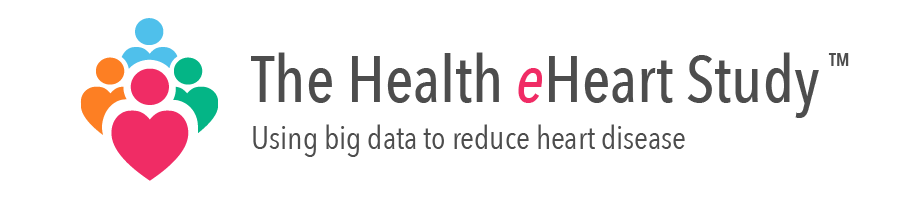 The Health eHeart Study™
Using big data to reduce heart disease